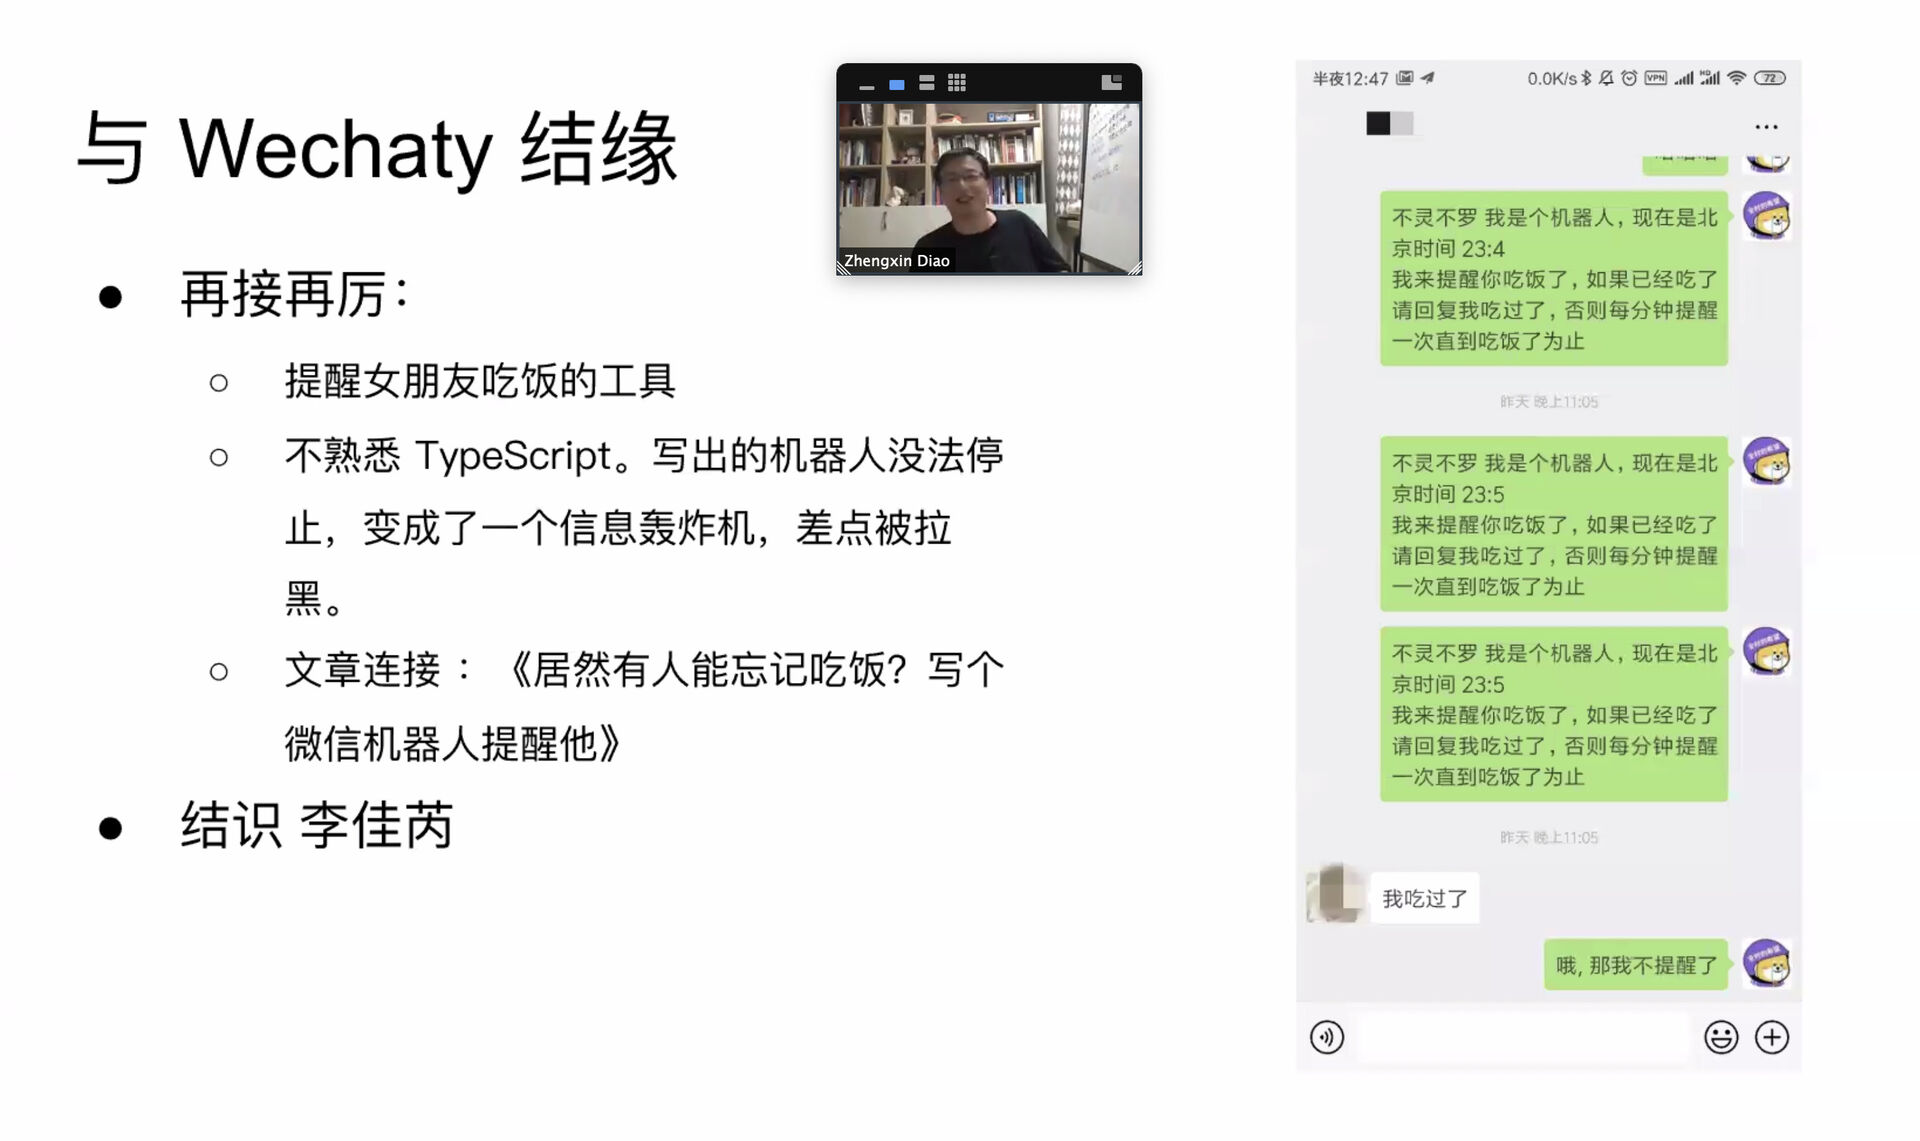 与 Wechaty 结缘
● 再接再厉：
○ 提醒女朋友吃饭的工具
○ 不熟悉 TypeScript。写出的机器人没法停
止，变成了一个信息轰炸机，差点被拉
黑。
○ 文章连接 ：《居然有人能忘记吃饭？写个
微信机器人提醒他》
● 结识 李佳芮
Zhengxin Diao
半夜12:47
0.0K/s
VPN
HD
72
不灵不罗 我是个机器人，现在是北
京时间 23:4
我来提醒你吃饭了，如果已经吃了
请回复我吃过了，否则每分钟提醒
一次直到吃饭了为止
昨天 晚上11:05
不灵不罗 我是个机器人，现在是北
京时间 23:5
我来提醒你吃饭了，如果已经吃了
请回复我吃过了，否则每分钟提醒
一次直到吃饭了为止
不灵不罗 我是个机器人，现在是北
京时间 23:5
我来提醒你吃饭了，如果已经吃了
请回复我吃过了，否则每分钟提醒
一次直到吃饭了为止
昨天 晚上11:05
我吃过了
哦, 那我不提醒了